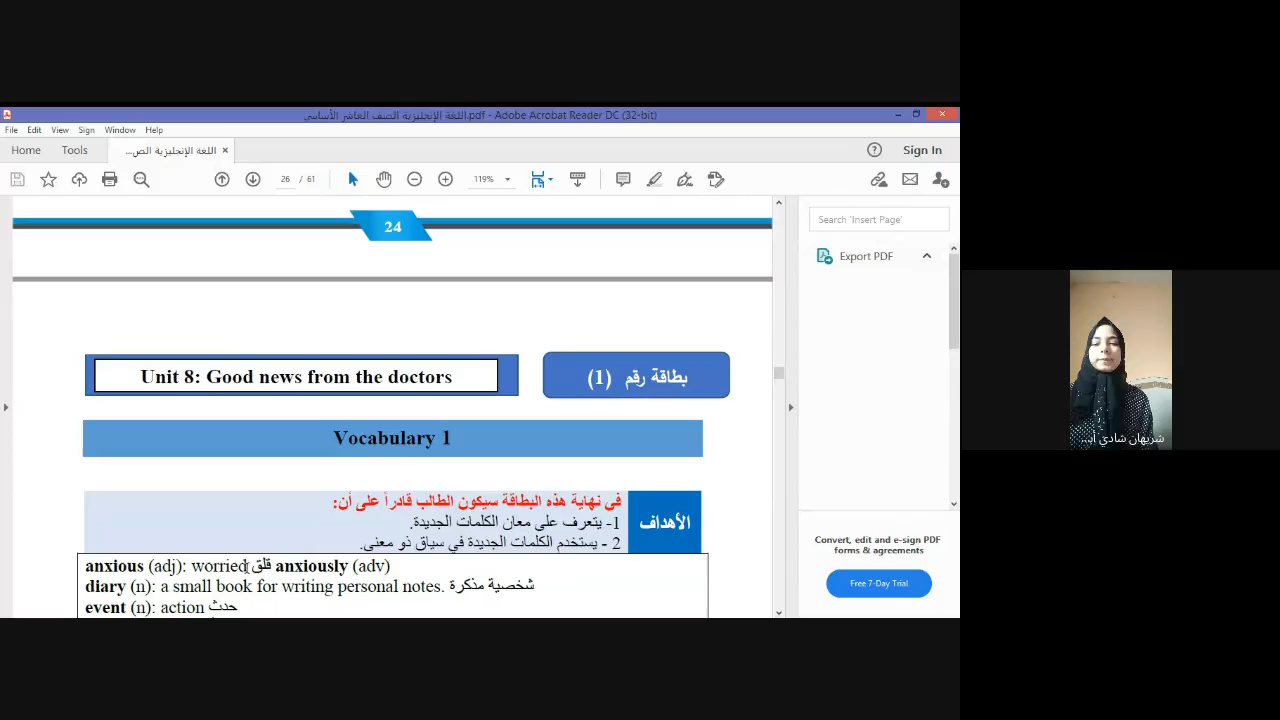 اللغة الإنجليزية الصف العاشر الأساسي.pdf - Adobe Acrobat Reader DC (32-bit)
File Edit View Sign Window Help
Home Tools اللغة الإنجليزية الص... × Sign In
26 / 61 119%
24
Search 'Insert Page'
Export PDF
Unit 8: Good news from the doctors
بطاقة رقم (1)
Vocabulary 1
الأهداف
فى نهاية هذه البطاقة سيكون الطالب قادراً على أن:
1- يتعرف على معان الكلمات الجديدة.
2 - يستخدم الكلمات الجديدة في سياق ذو معنى.
anxious (adj): worried قلق anxiously (adv)
diary (n): a small book for writing personal notes. شخصية مذكرة
event (n): action حدث
Convert, edit and e-sign PDF
forms & agreements
Free 7-Day Trial
شريهان شادي أب...